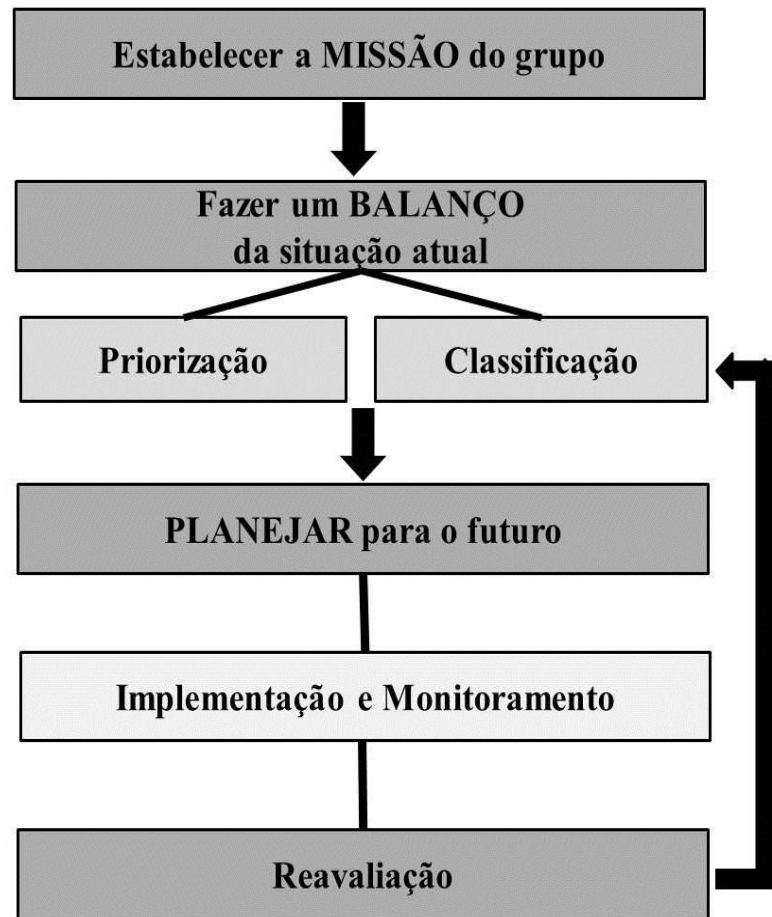 Estabelecer a MISSÃO do grupo
Fazer um BALANÇO
da situação atual
Priorização
Classificação
PLANEJAR para o futuro
Implementação e Monitoramento
Reavaliação